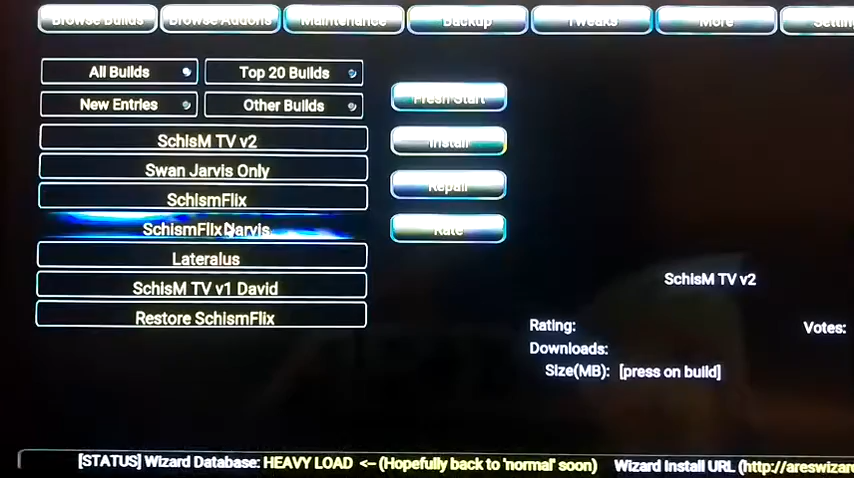 Browse Builds Browse Addons Maintenance Backup Tweaks More Settin
All Builds Top 20 Builds
New Entries Other Builds
Fresh Start
SchisM TV v2
Install
Swan Jarvis Only
Repair
SchismFlix
SchismFlix Jarvis
Rate
Lateralus
SchisM TV v1 David
Restore SchismFlix
SchisM TV v2
Rating: Votes:
Downloads:
Size(MB): [press on build]
[STATUS] Wizard Database: HEAVY LOAD <-- (Hopefully back to 'normal' soon) Wizard Install URL (http://areswizar